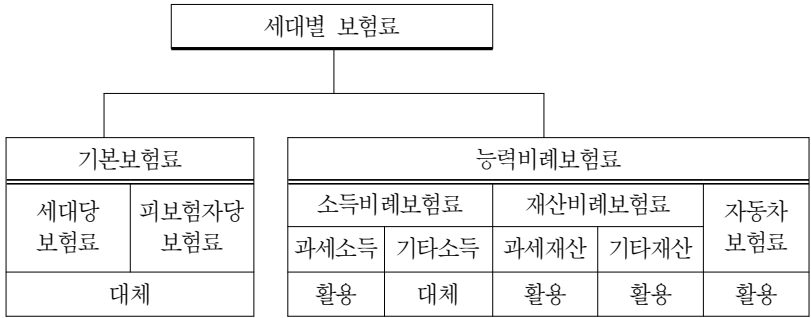 세대별 보험료
기본보험료
능력비례보험료
세대당
보험료
피보험자당
보험료
소득비례보험료
재산비례보험료
자동차
보험료
과세소득
기타소득
과세재산
기타재산
대체
활용
대체
활용
활용
활용